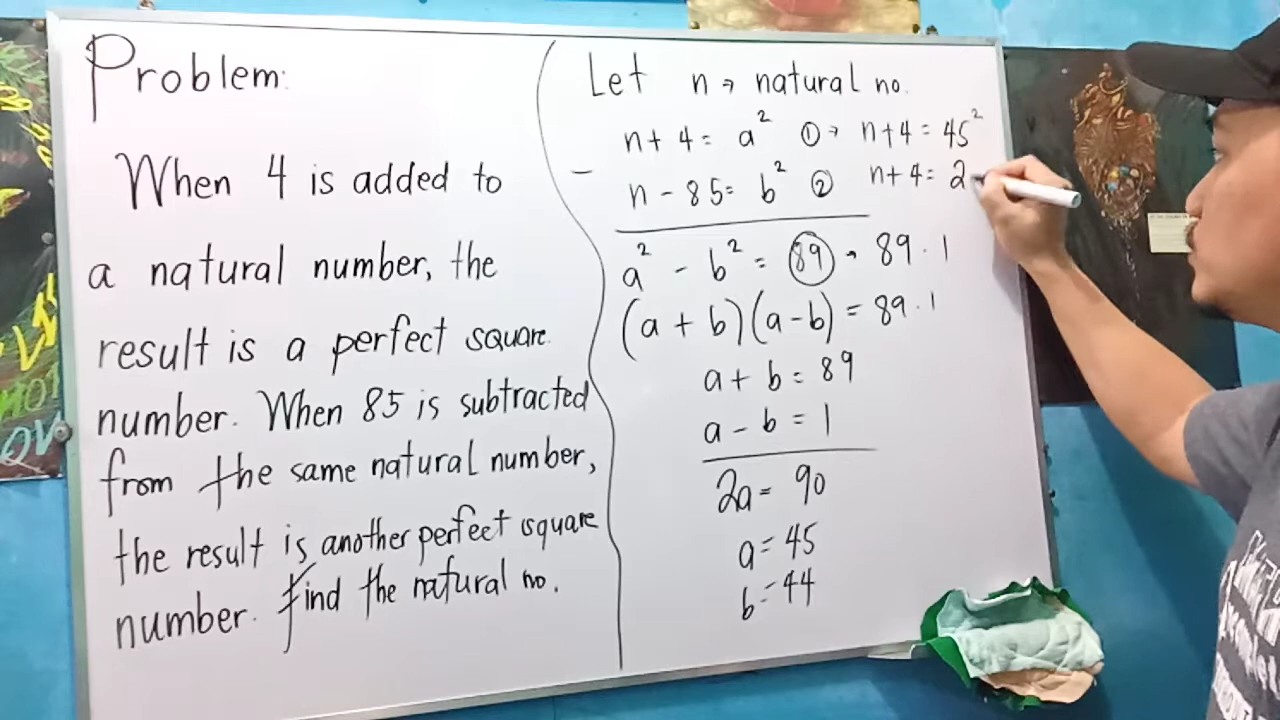 Problem:
When 4 is added to
a natural number, the
result is a perfect square
number. When 85 is subtracted
from the same natural number,
the result is another perfect square
number. find the natural no.
Let n → natural no.
n + 4 = a² ① → n+4 = 45²
− n − 85 = b² ② n+4 = 2
a² − b² = 89 → 89 . 1
(a + b)(a − b) = 89 . 1
a + b = 89
a − b = 1
2a = 90
a = 45
b = 44